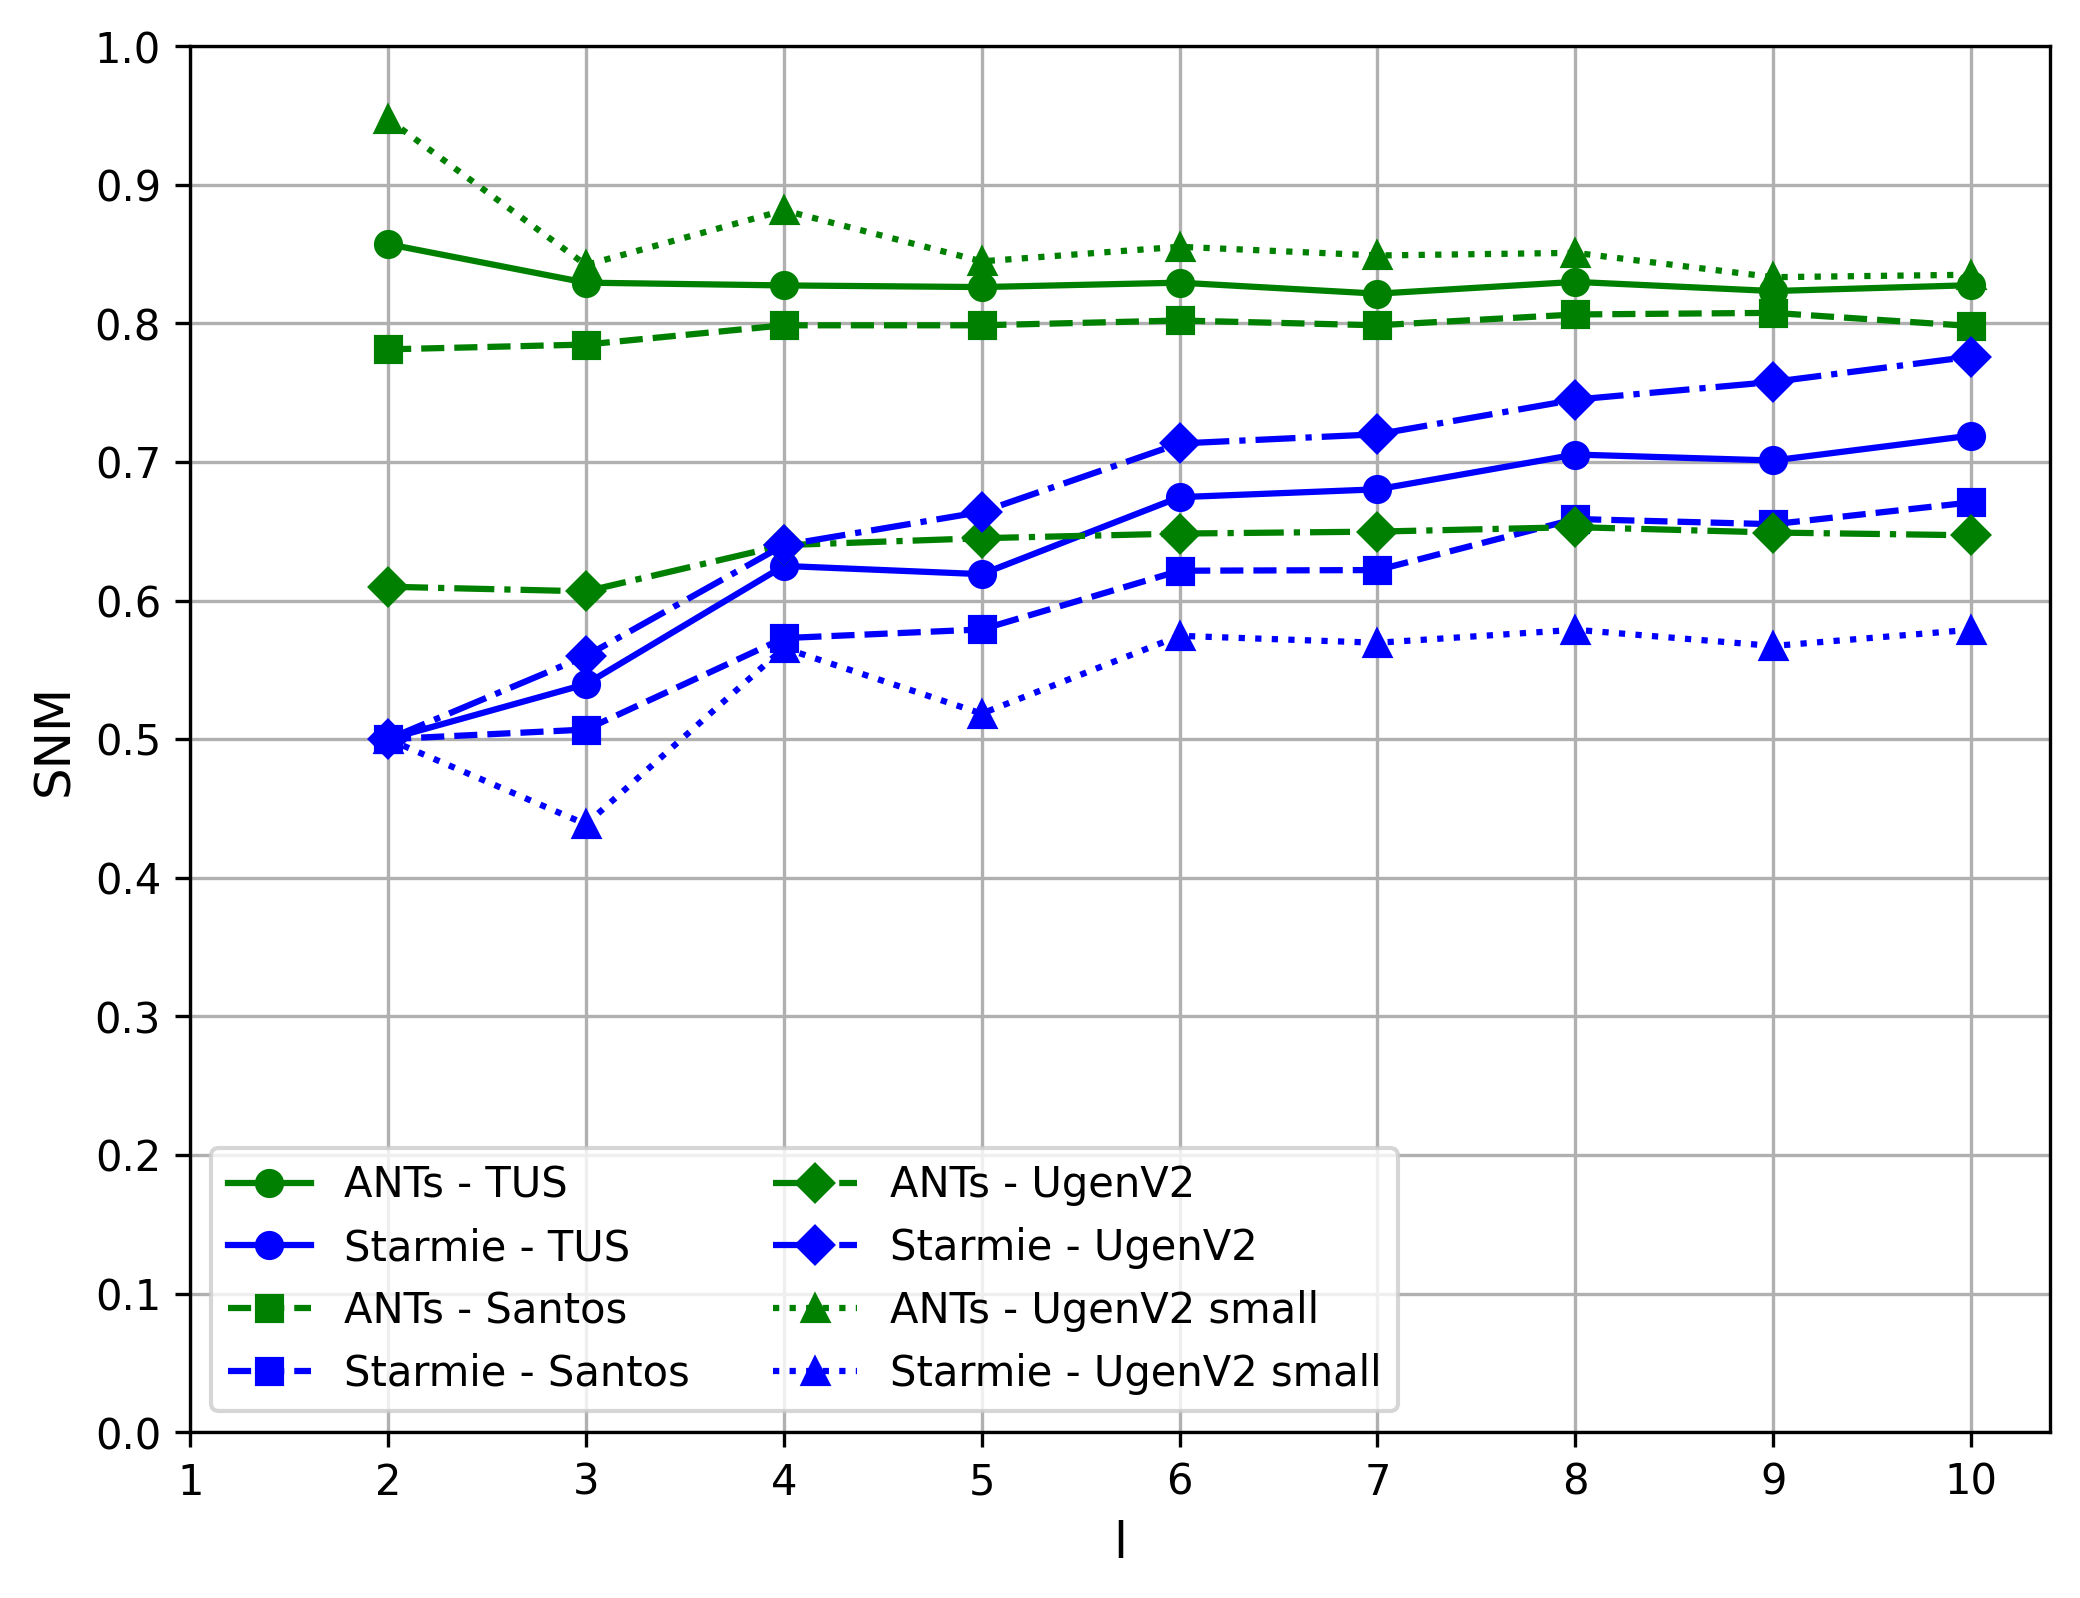 1.0
0.9
0.8
0.7
0.6
0.5
0.4
0.3
0.2
0.1
0.0
SNM
ANTs - TUS
Starmie - TUS
ANTs - Santos
Starmie - Santos
ANTs - UgenV2
Starmie - UgenV2
ANTs - UgenV2 small
Starmie - UgenV2 small
1 2 3 4 5 6 7 8 9 10
l